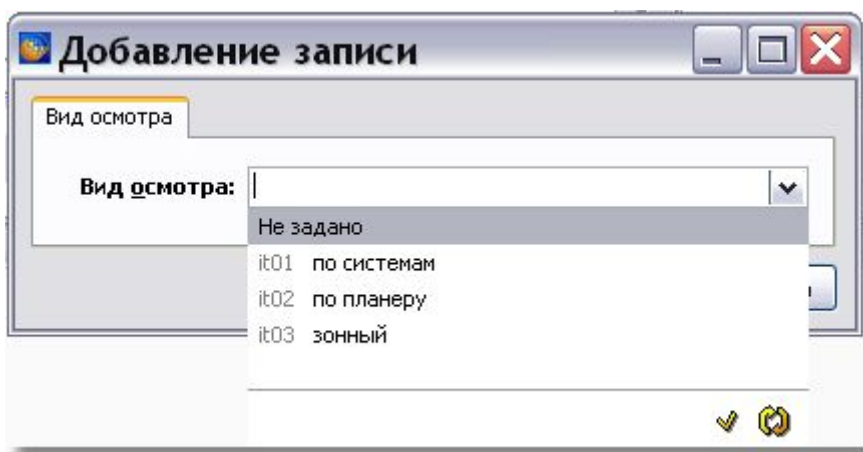 Добавление записи
Вид осмотра
Вид осмотра:
Не задано
it01 по системам
it02 по планеру
it03 зонный